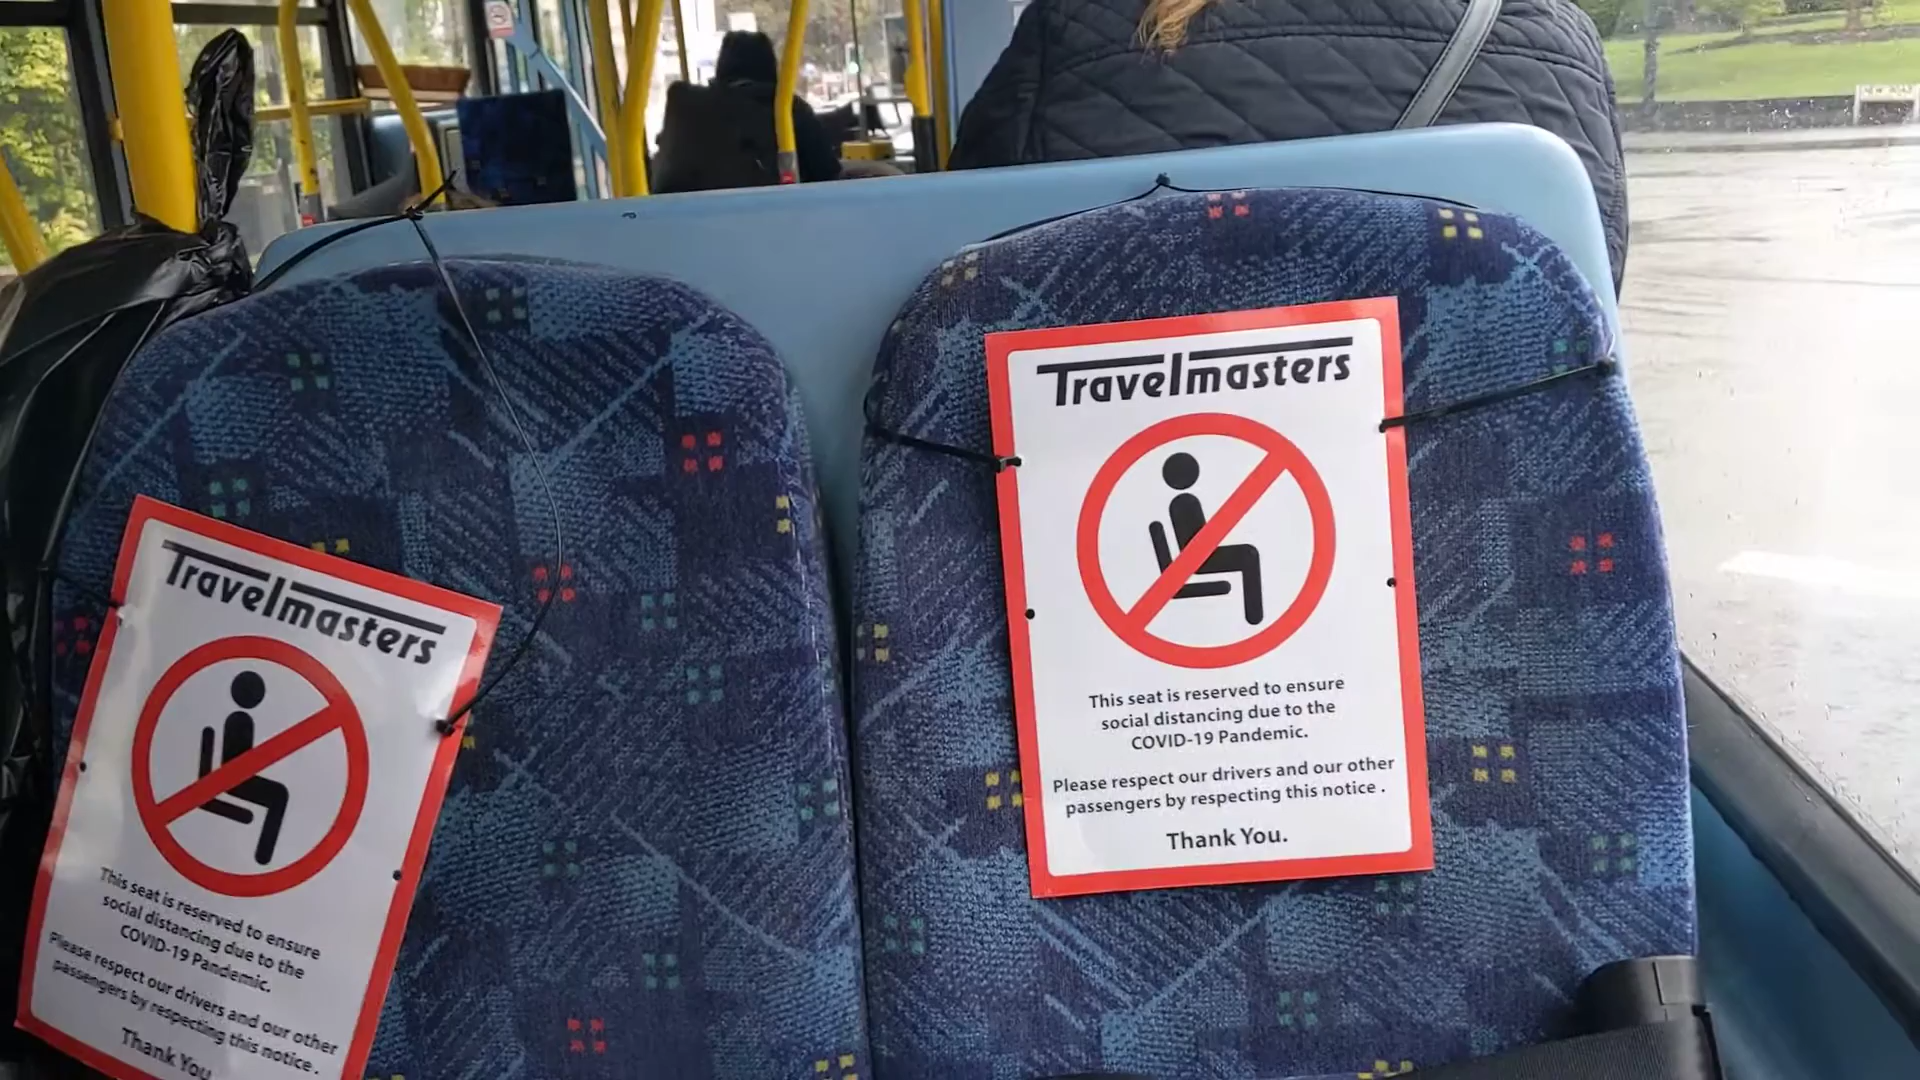 Travelmasters
This seat is reserved to ensure
social distancing due to the
COVID-19 Pandemic.
Please respect our drivers and our other
passengers by respecting this notice .
Thank You
Travelmasters
This seat is reserved to ensure
social distancing due to the
COVID-19 Pandemic.
Please respect our drivers and our other
passengers by respecting this notice .
Thank You.